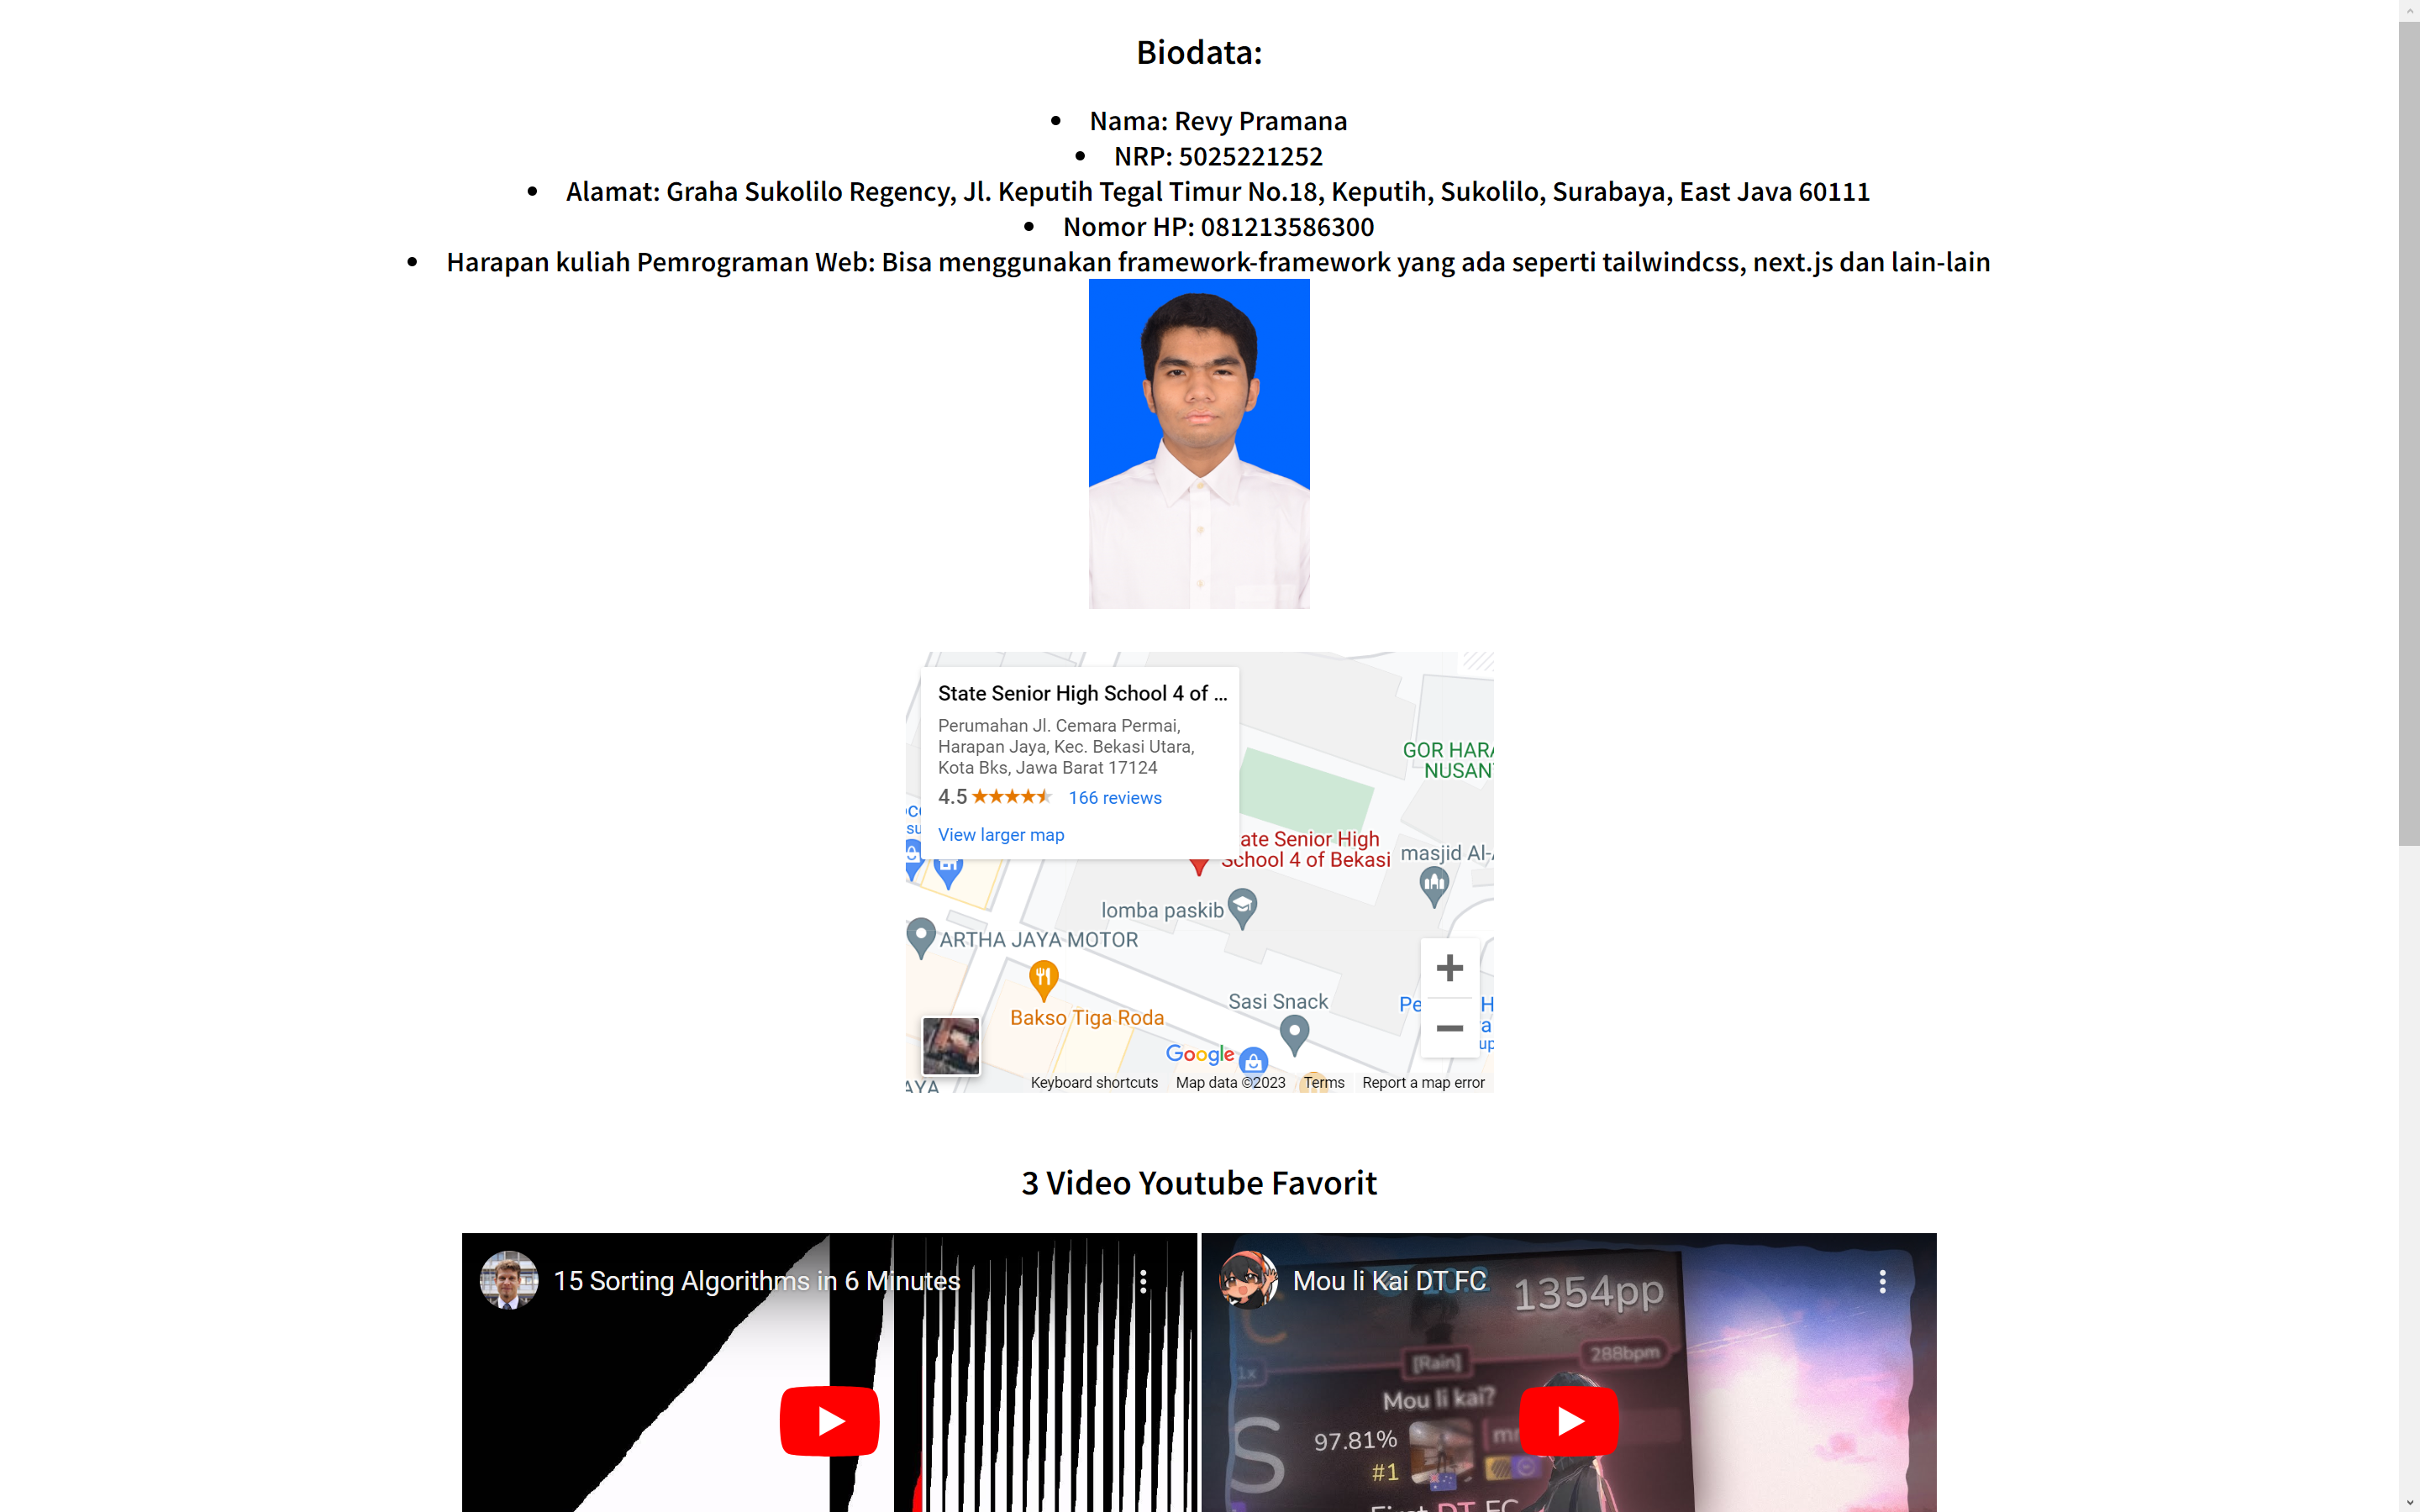 Biodata:
Nama: Revy Pramana
NRP: 5025221252
Alamat: Graha Sukolilo Regency, Jl. Keputih Tegal Timur No.18, Keputih, Sukolilo, Surabaya, East Java 60111
Nomor HP: 081213586300
Harapan kuliah Pemrograman Web: Bisa menggunakan framework-framework yang ada seperti tailwindcss, next.js dan lain-lain
State Senior High School 4 of ...
Perumahan Jl. Cemara Permai,
Harapan Jaya, Kec. Bekasi Utara,
Kota Bks, Jawa Barat 17124
4.5 166 reviews
View larger map
GOR HARA
NUSAN
ate Senior High
School 4 of Bekasi
masjid Al-
lomba paskib
ARTHA JAYA MOTOR
Bakso Tiga Roda
Sasi Snack
Pe
Google
AYA
Keyboard shortcuts Map data ©2023 Terms Report a map error
3 Video Youtube Favorit
15 Sorting Algorithms in 6 Minutes
Mou li Kai DT FC
1354pp
1x
[Rain]
288bpm
Mou li kai?
97.81%
#1
S
First DT FC